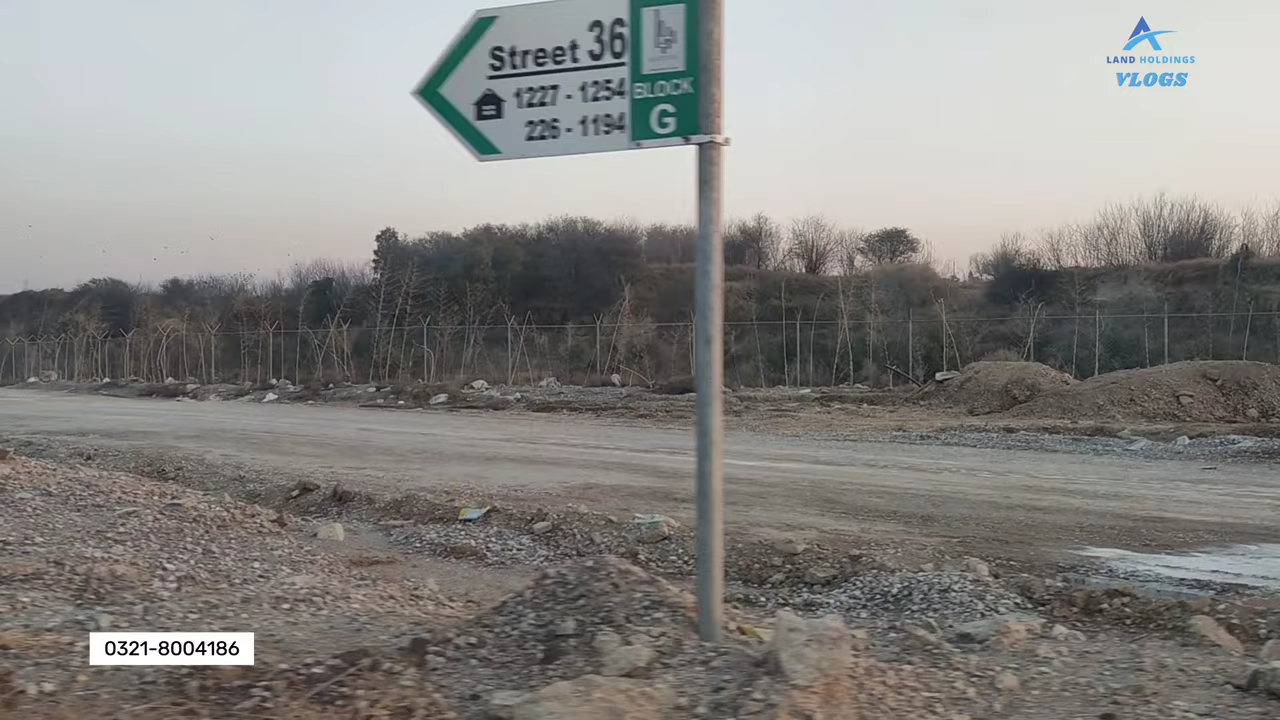 Street 36
1227 - 1254
226 - 1194
BLOCK
G
LAND HOLDINGS
VLOGS
0321-8004186